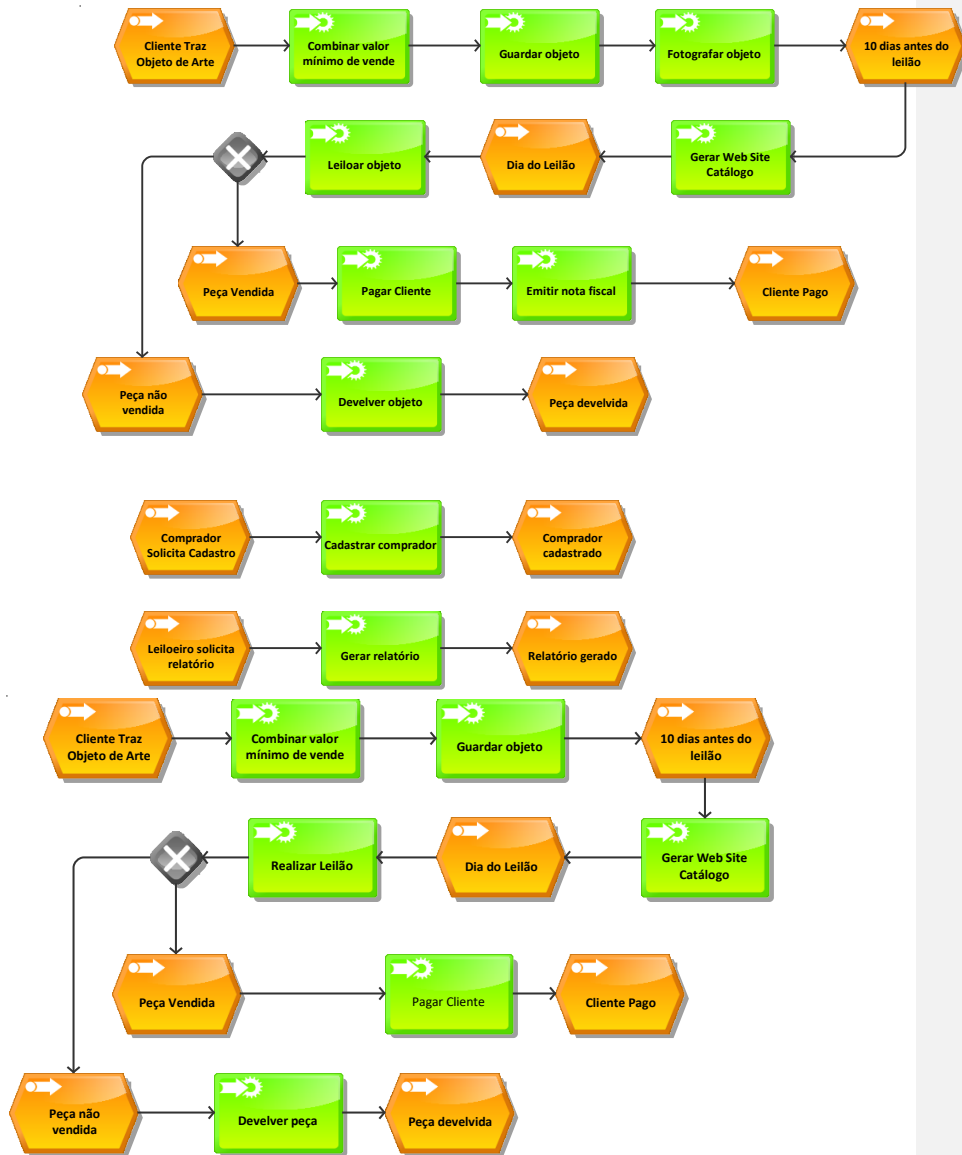 Cliente Traz
Objeto de Arte
Combinar valor
mínimo de vende
Guardar objeto
Fotografar objeto
10 dias antes do
leilão
Leiloar objeto
Dia do Leilão
Gerar Web Site
Catálogo
Peça Vendida
Pagar Cliente
Emitir nota fiscal
Cliente Pago
Peça não
vendida
Develver objeto
Peça develvida
Comprador
Solicita Cadastro
Cadastrar comprador
Comprador
cadastrado
Leiloeiro solicita
relatório
Gerar relatório
Relatório gerado
Cliente Traz
Objeto de Arte
Combinar valor
mínimo de vende
Guardar objeto
10 dias antes do
leilão
Realizar Leilão
Dia do Leilão
Gerar Web Site
Catálogo
Peça Vendida
Pagar Cliente
Cliente Pago
Peça não
vendida
Develver peça
Peça develvida